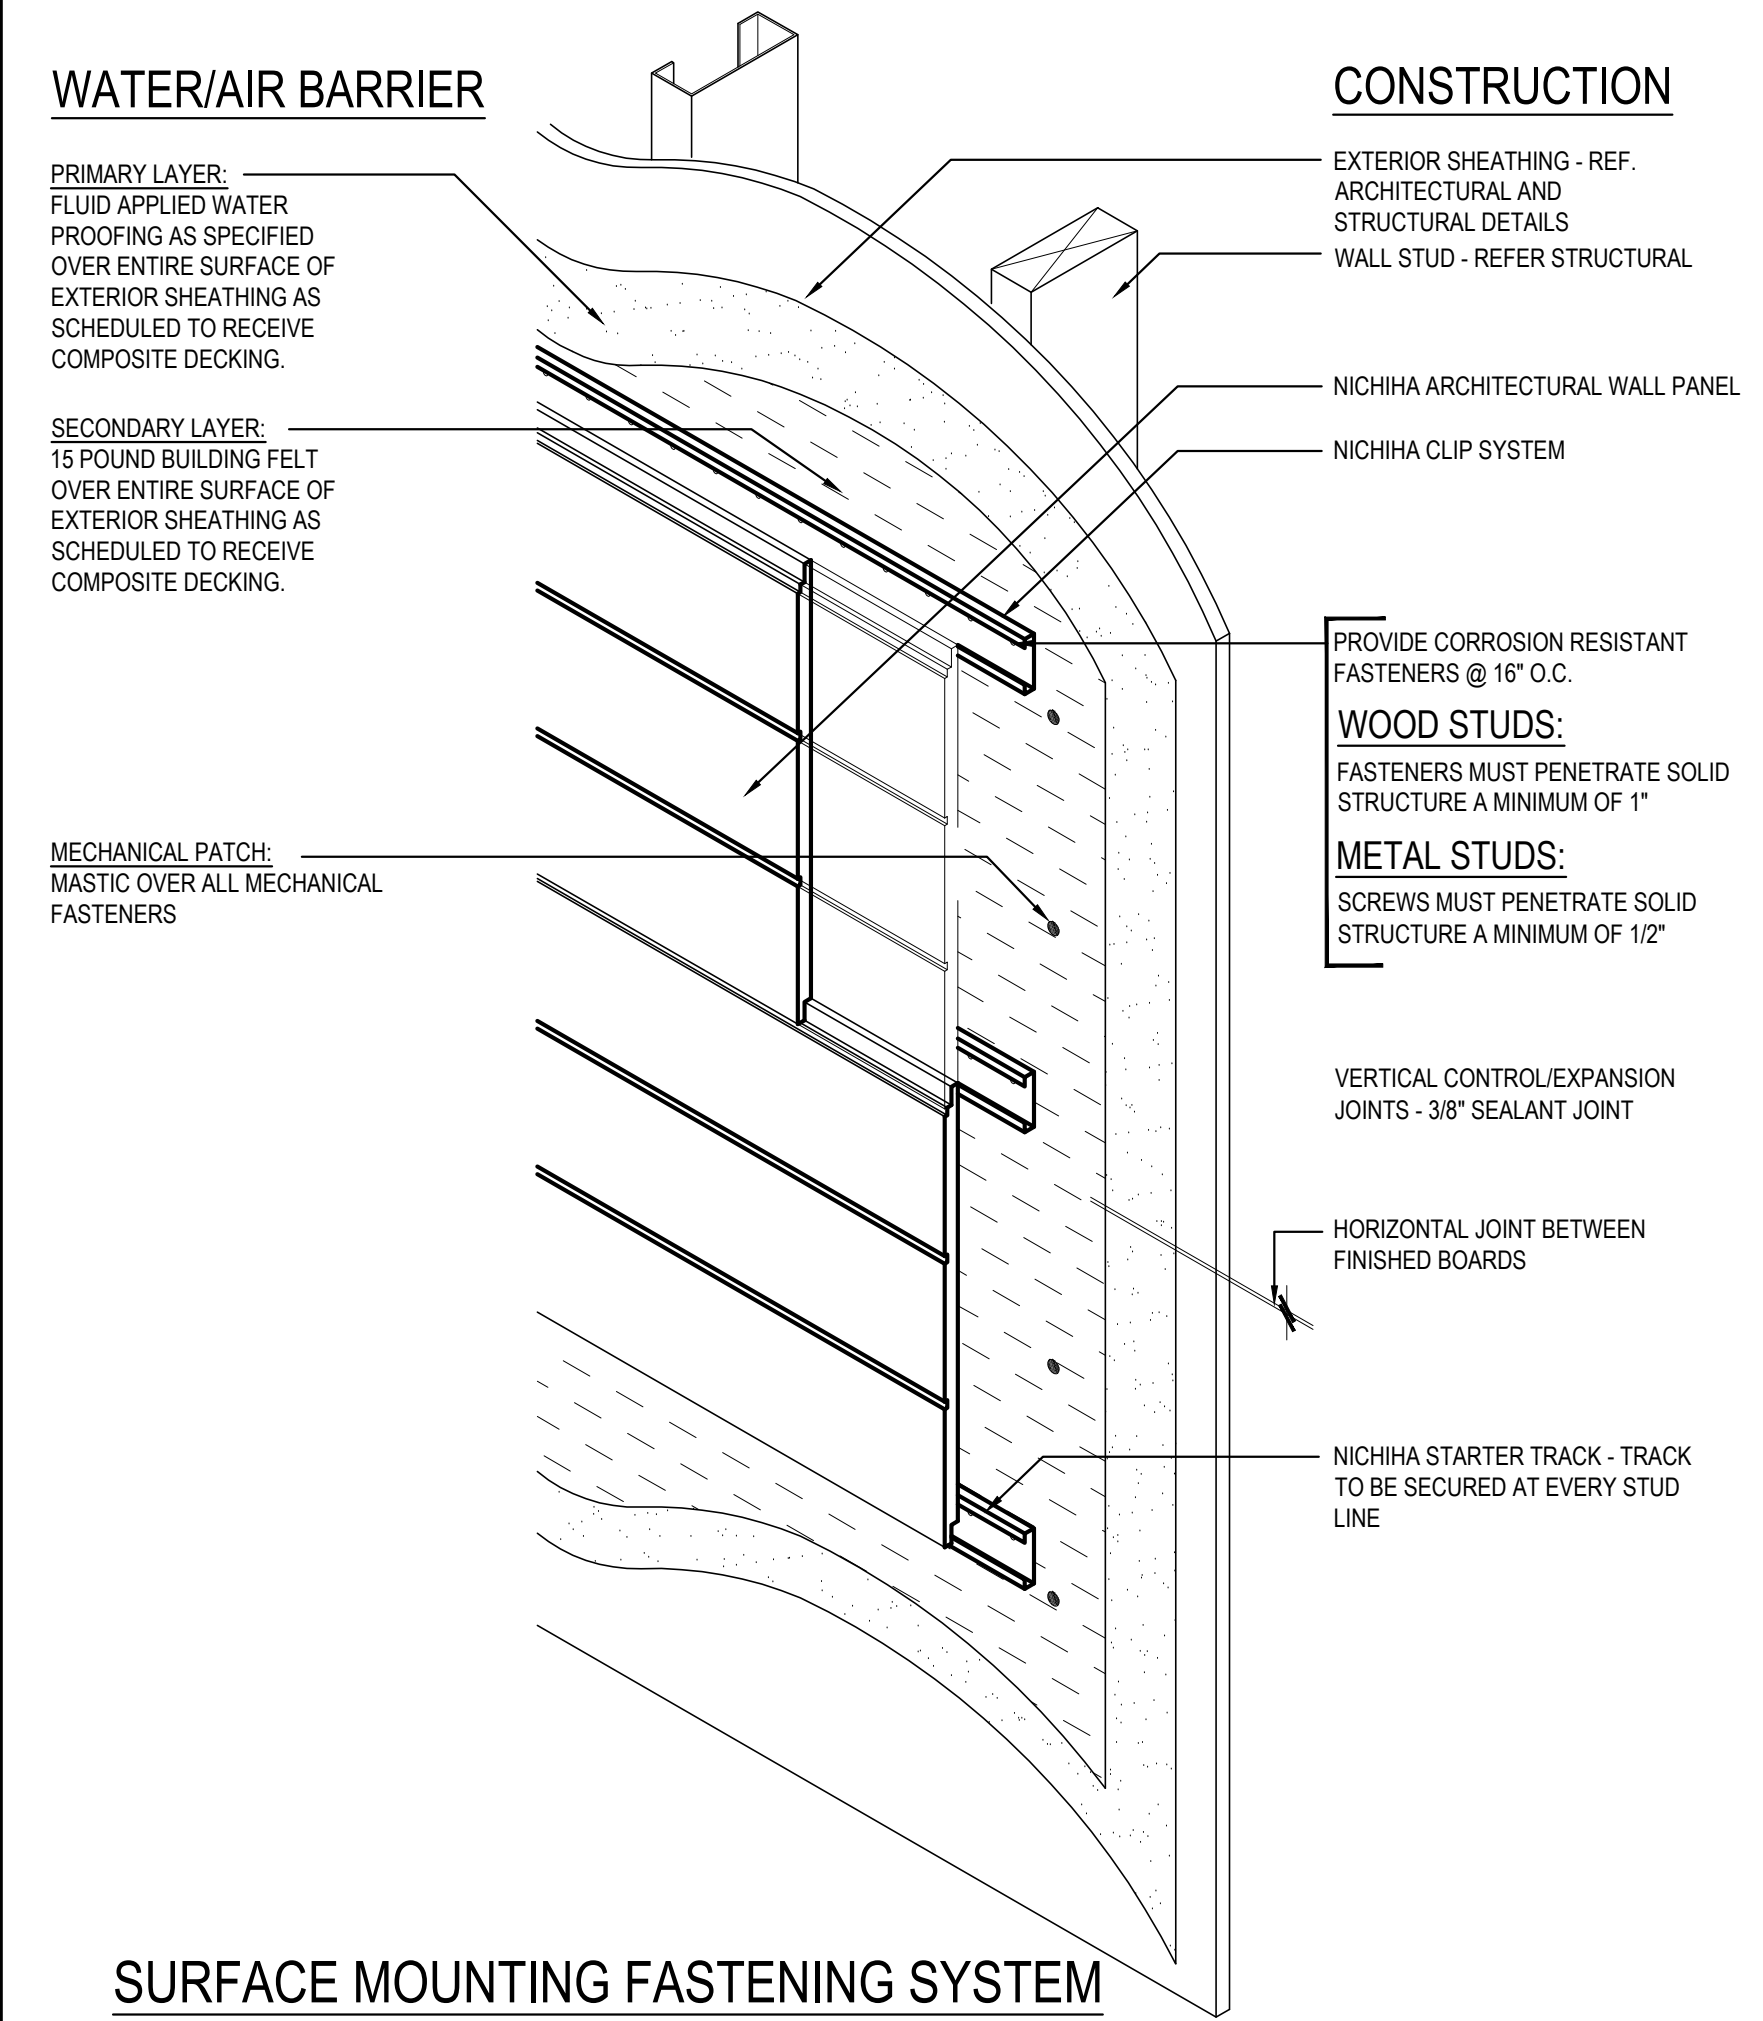 WATER/AIR BARRIER
PRIMARY LAYER:
FLUID APPLIED WATER
PROOFING AS SPECIFIED
OVER ENTIRE SURFACE OF
EXTERIOR SHEATHING AS
SCHEDULED TO RECEIVE
COMPOSITE DECKING.
SECONDARY LAYER:
15 POUND BUILDING FELT
OVER ENTIRE SURFACE OF
EXTERIOR SHEATHING AS
SCHEDULED TO RECEIVE
COMPOSITE DECKING.
MECHANICAL PATCH:
MASTIC OVER ALL MECHANICAL
FASTENERS
CONSTRUCTION
EXTERIOR SHEATHING - REF.
ARCHITECTURAL AND
STRUCTURAL DETAILS
WALL STUD - REFER STRUCTURAL
NICHIHA ARCHITECTURAL WALL PANEL
NICHIHA CLIP SYSTEM
PROVIDE CORROSION RESISTANT
FASTENERS @ 16" O.C.
WOOD STUDS:
FASTENERS MUST PENETRATE SOLID
STRUCTURE A MINIMUM OF 1"
METAL STUDS:
SCREWS MUST PENETRATE SOLID
STRUCTURE A MINIMUM OF 1/2"
VERTICAL CONTROL/EXPANSION
JOINTS - 3/8" SEALANT JOINT
HORIZONTAL JOINT BETWEEN
FINISHED BOARDS
NICHIHA STARTER TRACK - TRACK
TO BE SECURED AT EVERY STUD
LINE
SURFACE MOUNTING FASTENING SYSTEM